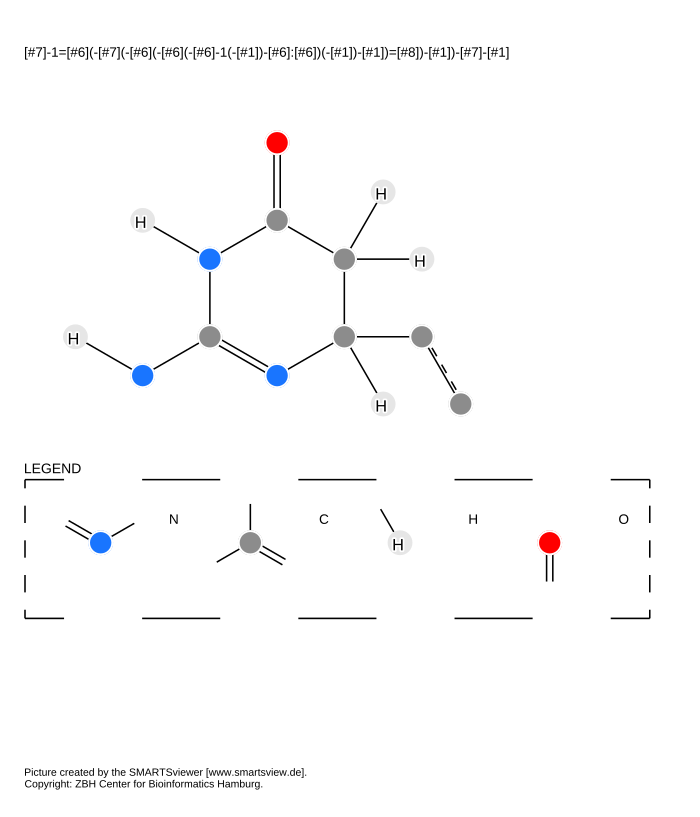 [#7]-1=[#6](-[#7](-[#6](-[#6](-[#6]-1(-[#1])-[#6]:[#6])(-[#1])-[#1])=[#8])-[#1])-[#7]-[#1]
H
H
H
H
H
LEGEND
N C H O
H
Picture created by the SMARTSviewer [www.smartsview.de].
Copyright: ZBH Center for Bioinformatics Hamburg.